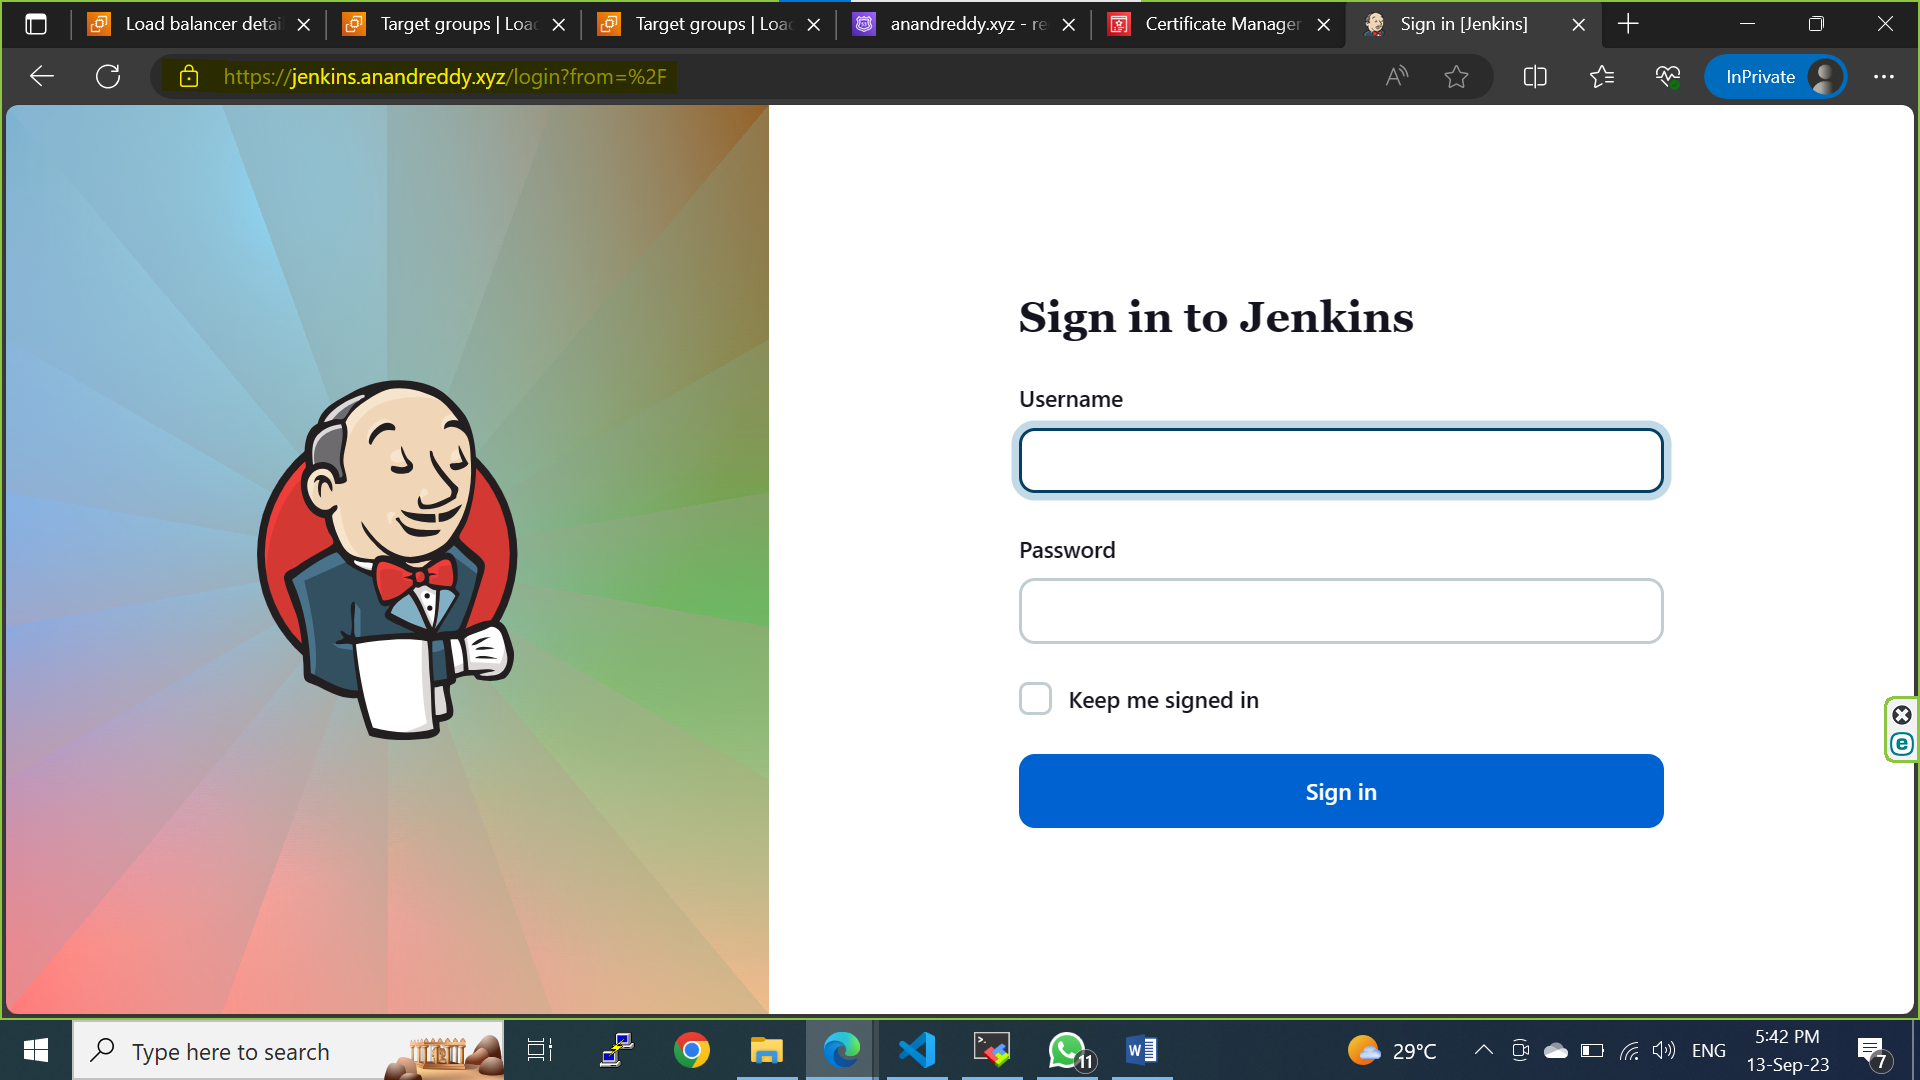 Load balancer detai
Target groups | Loac
Target groups | Loac
anandreddy.xyz - re
Certificate Manager
Sign in [Jenkins]
https://jenkins.anandreddy.xyz/login?from=%2F
InPrivate
Sign in to Jenkins
Username
Password
Keep me signed in
Sign in
Type here to search
11
29°C
ENG
5:42 PM
13-Sep-23
7